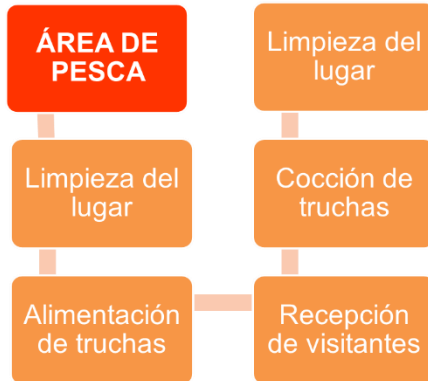 ÁREA DE
PESCA
Limpieza del
lugar
Alimentación
de truchas
Recepción
de visitantes
Cocción de
truchas
Limpieza del
lugar